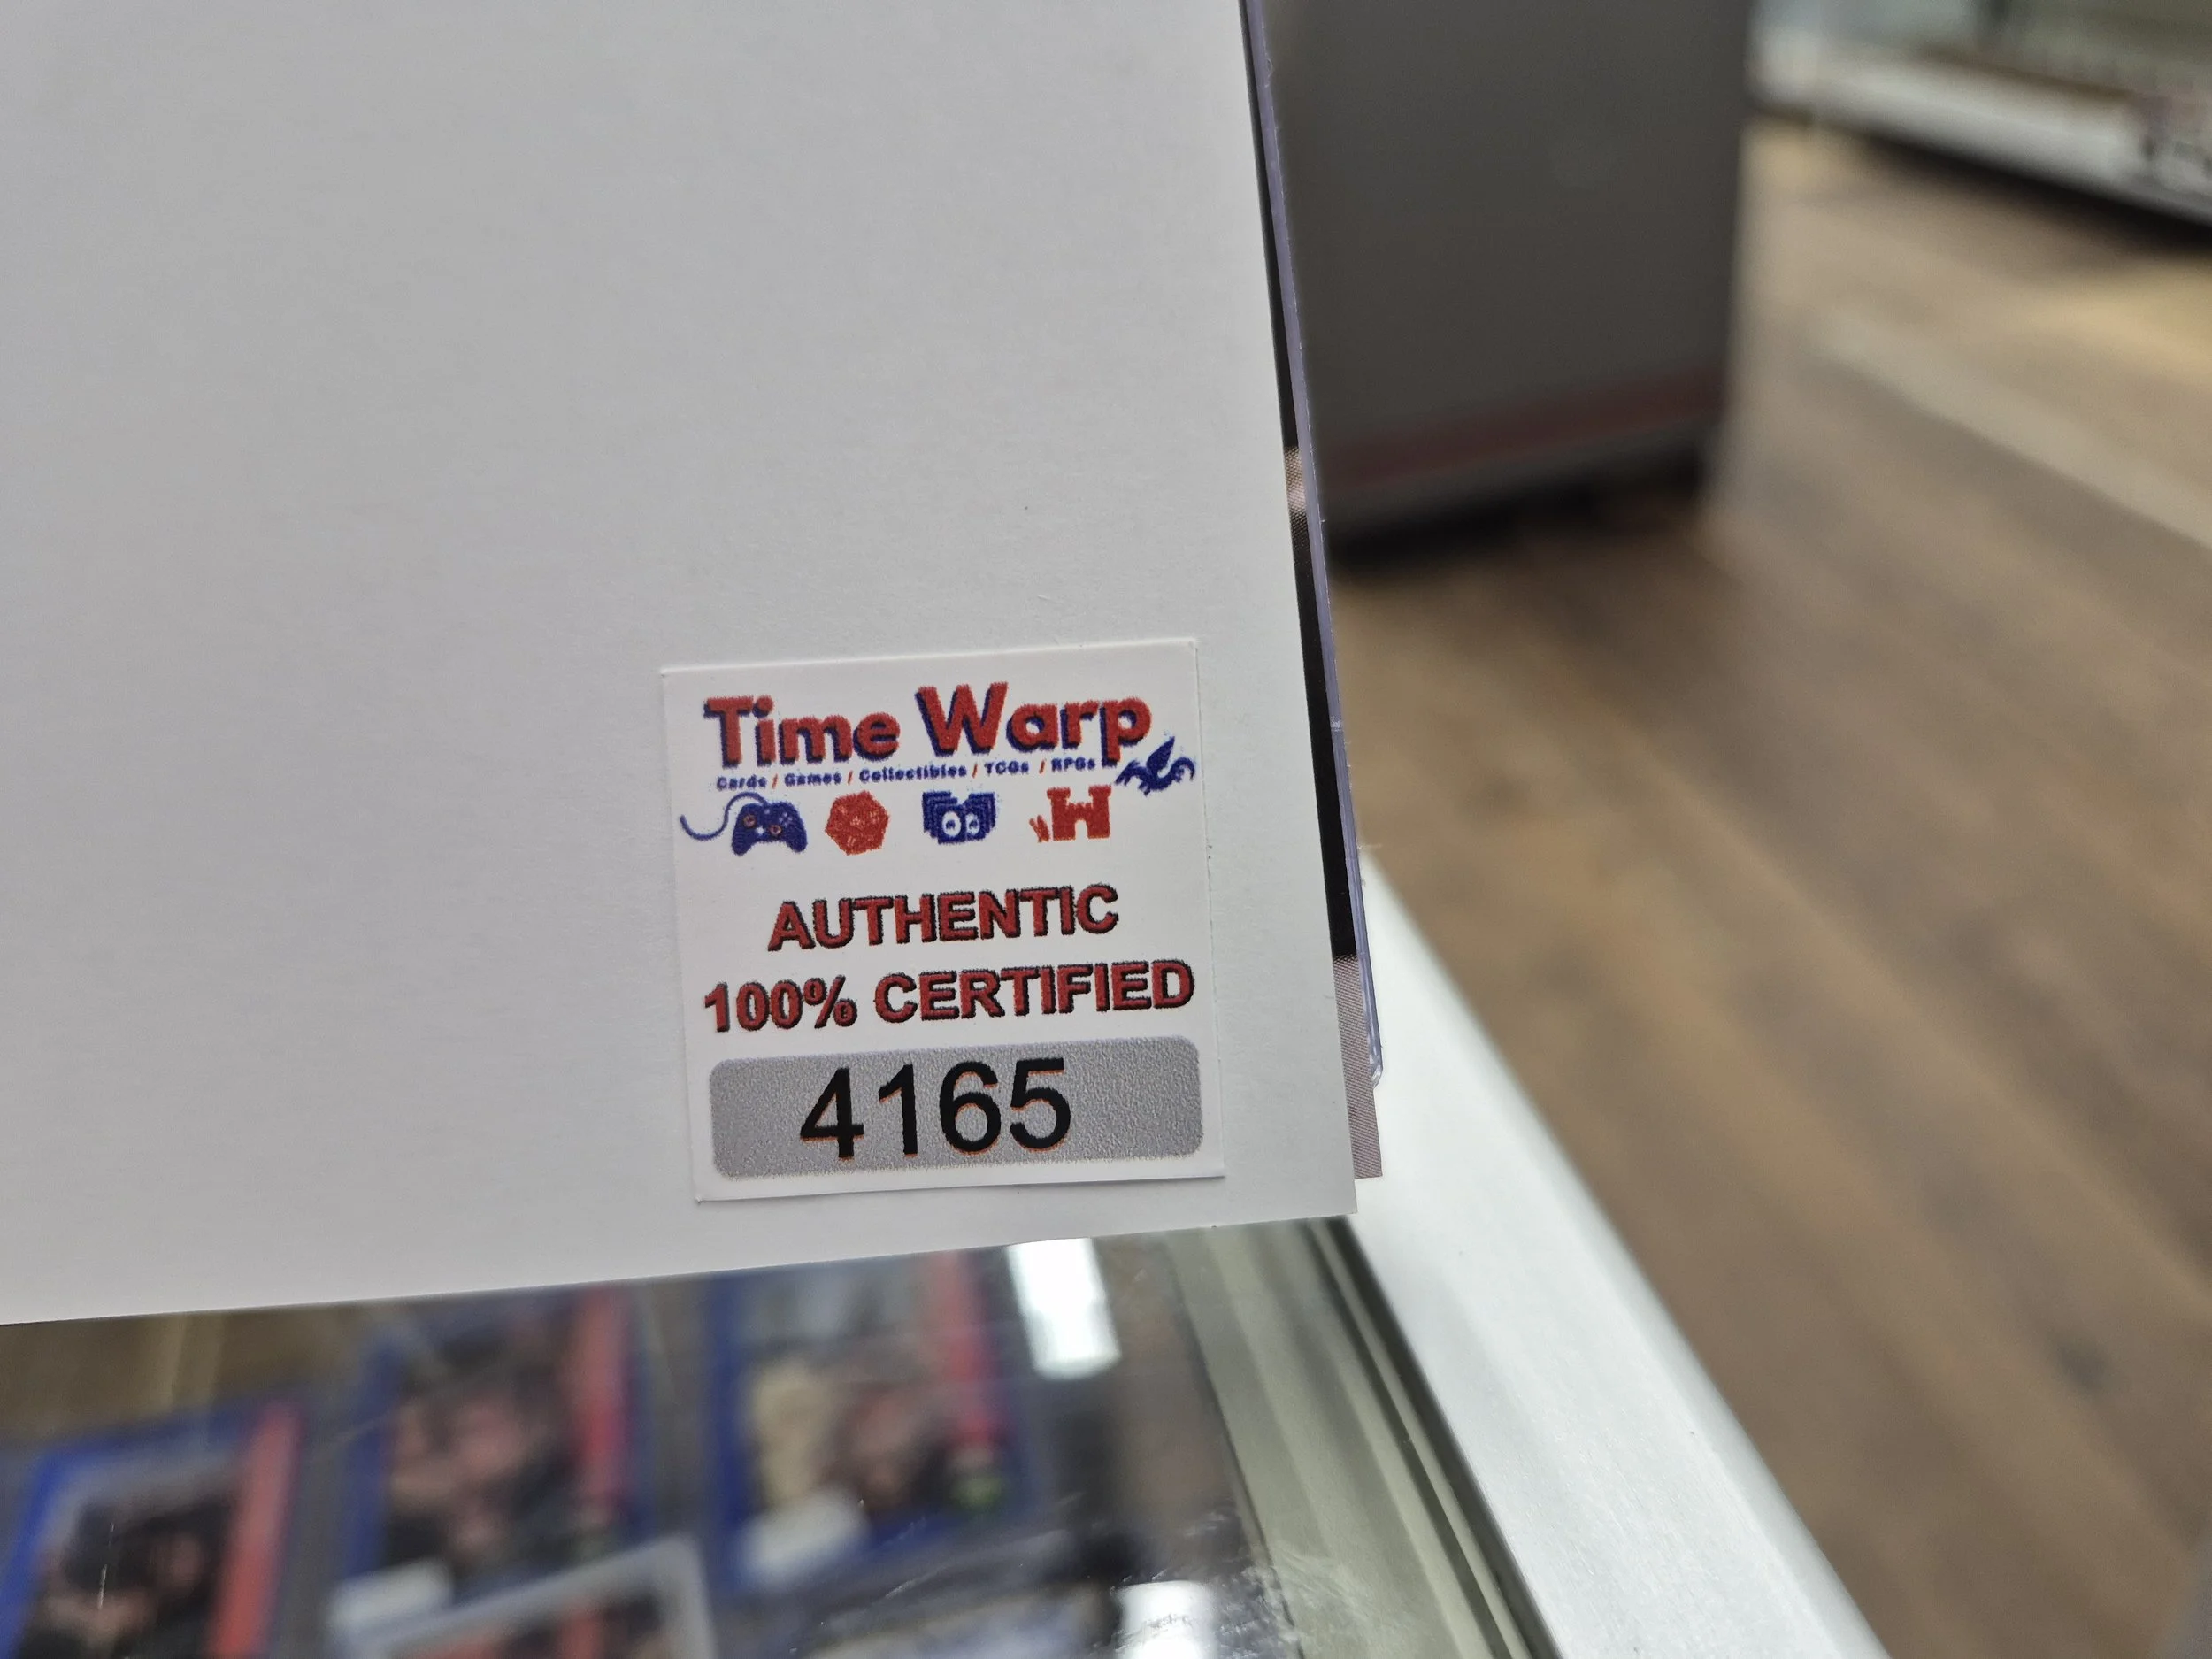 Time Warp
Cards / Games / Collectibles / TCGs / RPGs
AUTHENTIC
100% CERTIFIED
4165